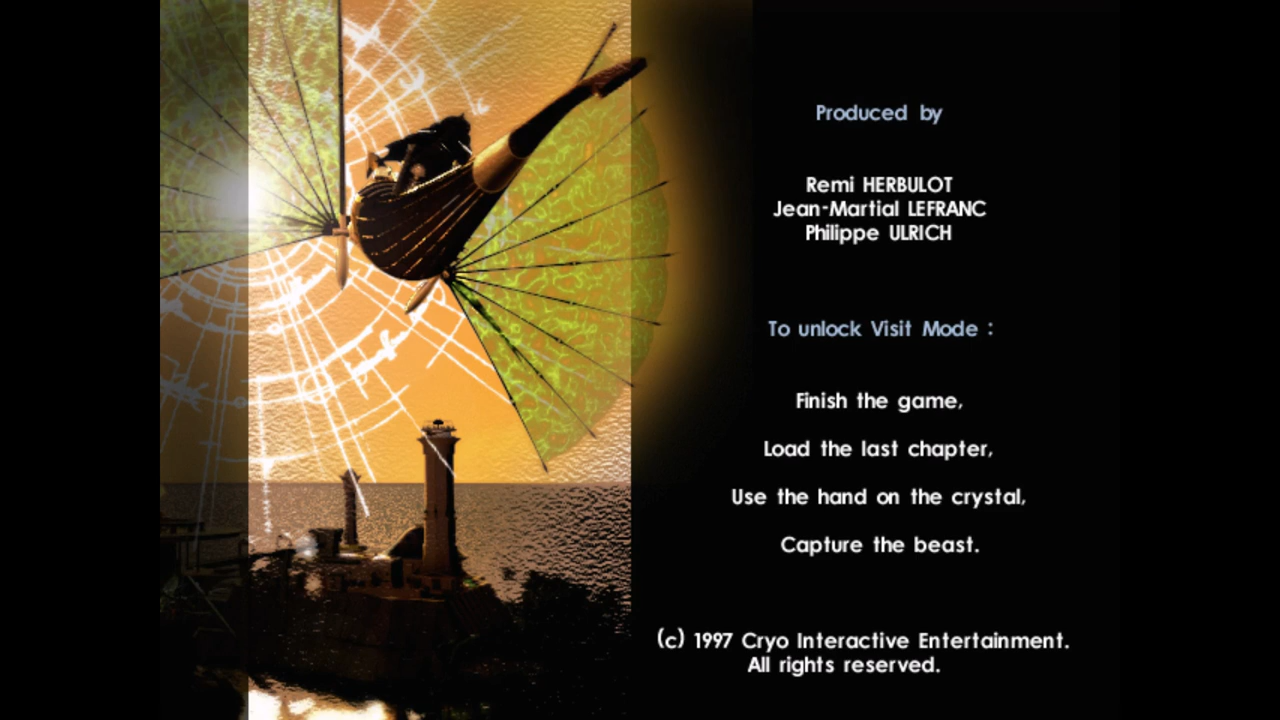 Produced by
Remi HERBULOT
Jean-Martial LEFRANC
Philippe ULRICH
To unlock Visit Mode :
Finish the game,
Load the last chapter,
Use the hand on the crystal,
Capture the beast.
(c) 1997 Cryo Interactive Entertainment.
All rights reserved.